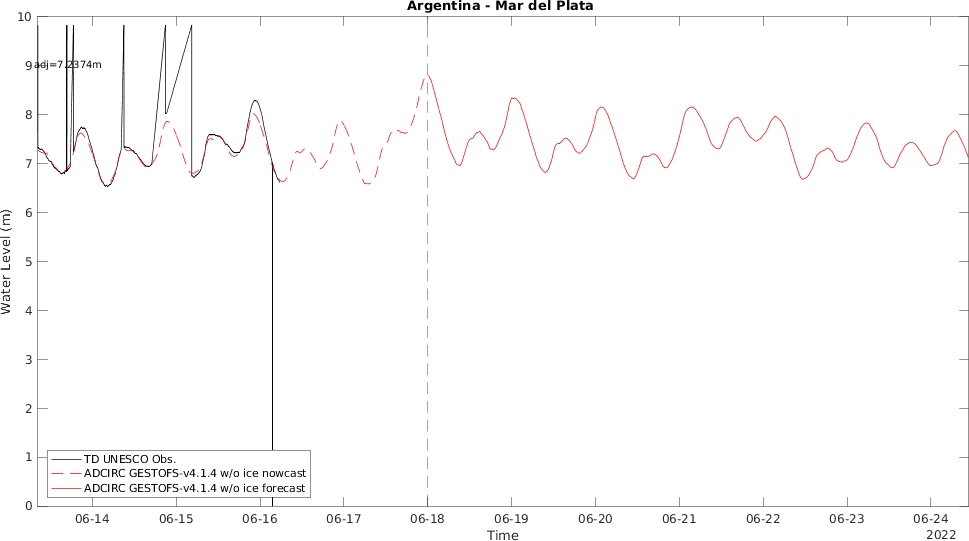 Argentina - Mar del Plata
10
9
8
7
6
5
4
3
2
1
0
adj=7.2374m
Water Level (m)
TD UNESCO Obs.
ADCIRC GESTOFS-v4.1.4 w/o ice nowcast
ADCIRC GESTOFS-v4.1.4 w/o ice forecast
06-14 06-15 06-16 06-17 06-18 06-19 06-20 06-21 06-22 06-23 06-24
Time
2022